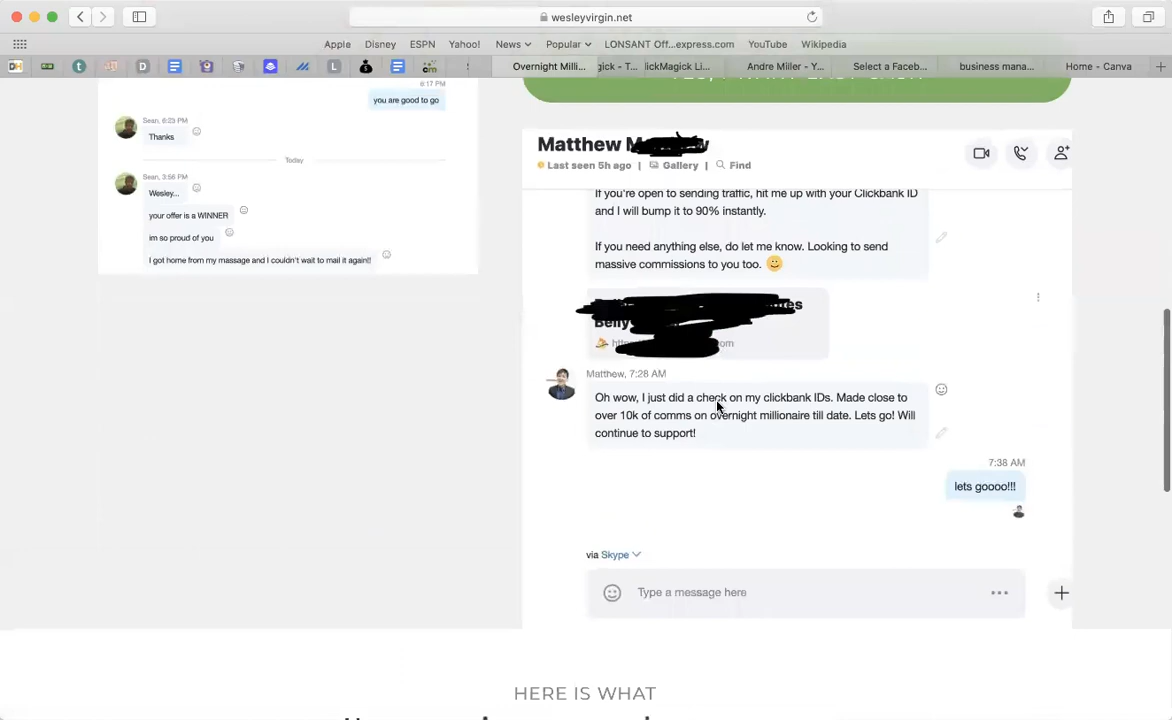 wesleyvirgin.net
Apple Disney ESPN Yahoo! News Popular LONSANT Off...express.com YouTube Wikipedia
Overnight Milli... gick - T... lickMagick Li... Andre Miller - Y... Select a Faceb... business mana... Home - Canva
6:17 PM
you are good to go
Sean, 6:23 PM
Thanks
Today
Sean, 3:56 PM
Wesley...
your offer is a WINNER
im so proud of you
I got home from my massage and I couldn't wait to mail it again!!
Matthew
Last seen 5h ago | Gallery | Find
If you're open to sending traffic, hit me up with your Clickbank ID
and I will bump it to 90% instantly.
If you need anything else, do let me know. Looking to send
massive commissions to you too. 😊
Matthew, 7:28 AM
Oh wow, I just did a check on my clickbank IDs. Made close to
over 10k of comms on overnight millionaire till date. Lets go! Will
continue to support!
7:38 AM
lets goooo!!!
via Skype
Type a message here
HERE IS WHAT